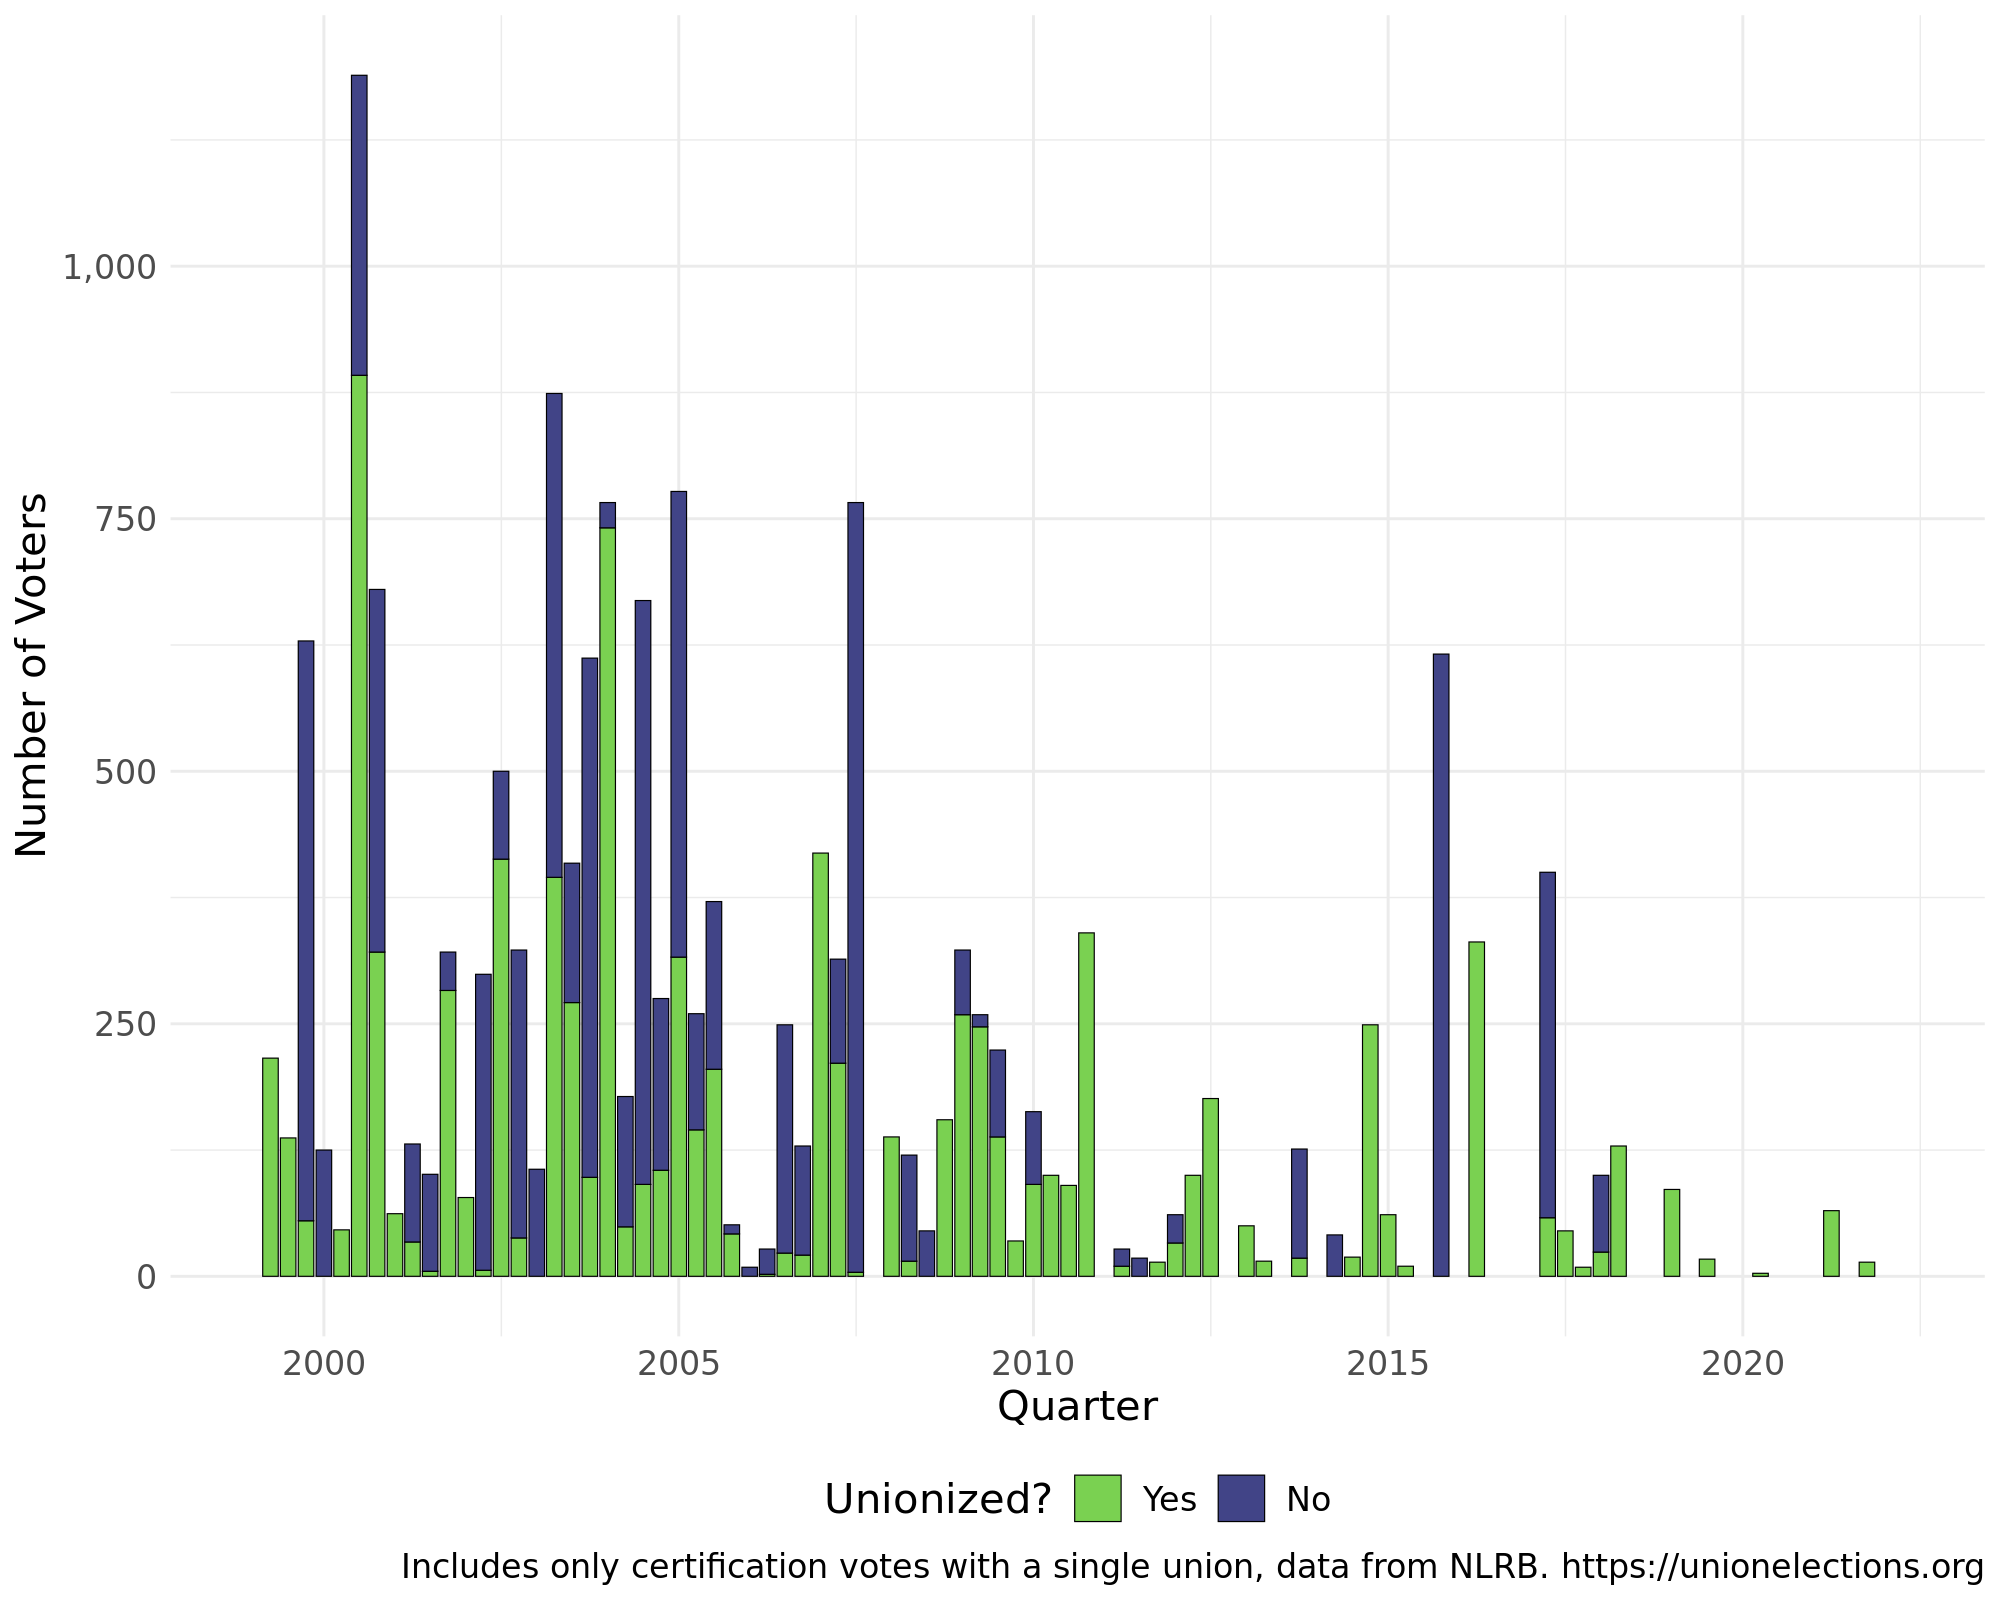 1,000
750
500
250
0
Number of Voters
2000 2005 2010 2015 2020
Quarter
Unionized? Yes No
Includes only certification votes with a single union, data from NLRB. https://unionelections.org